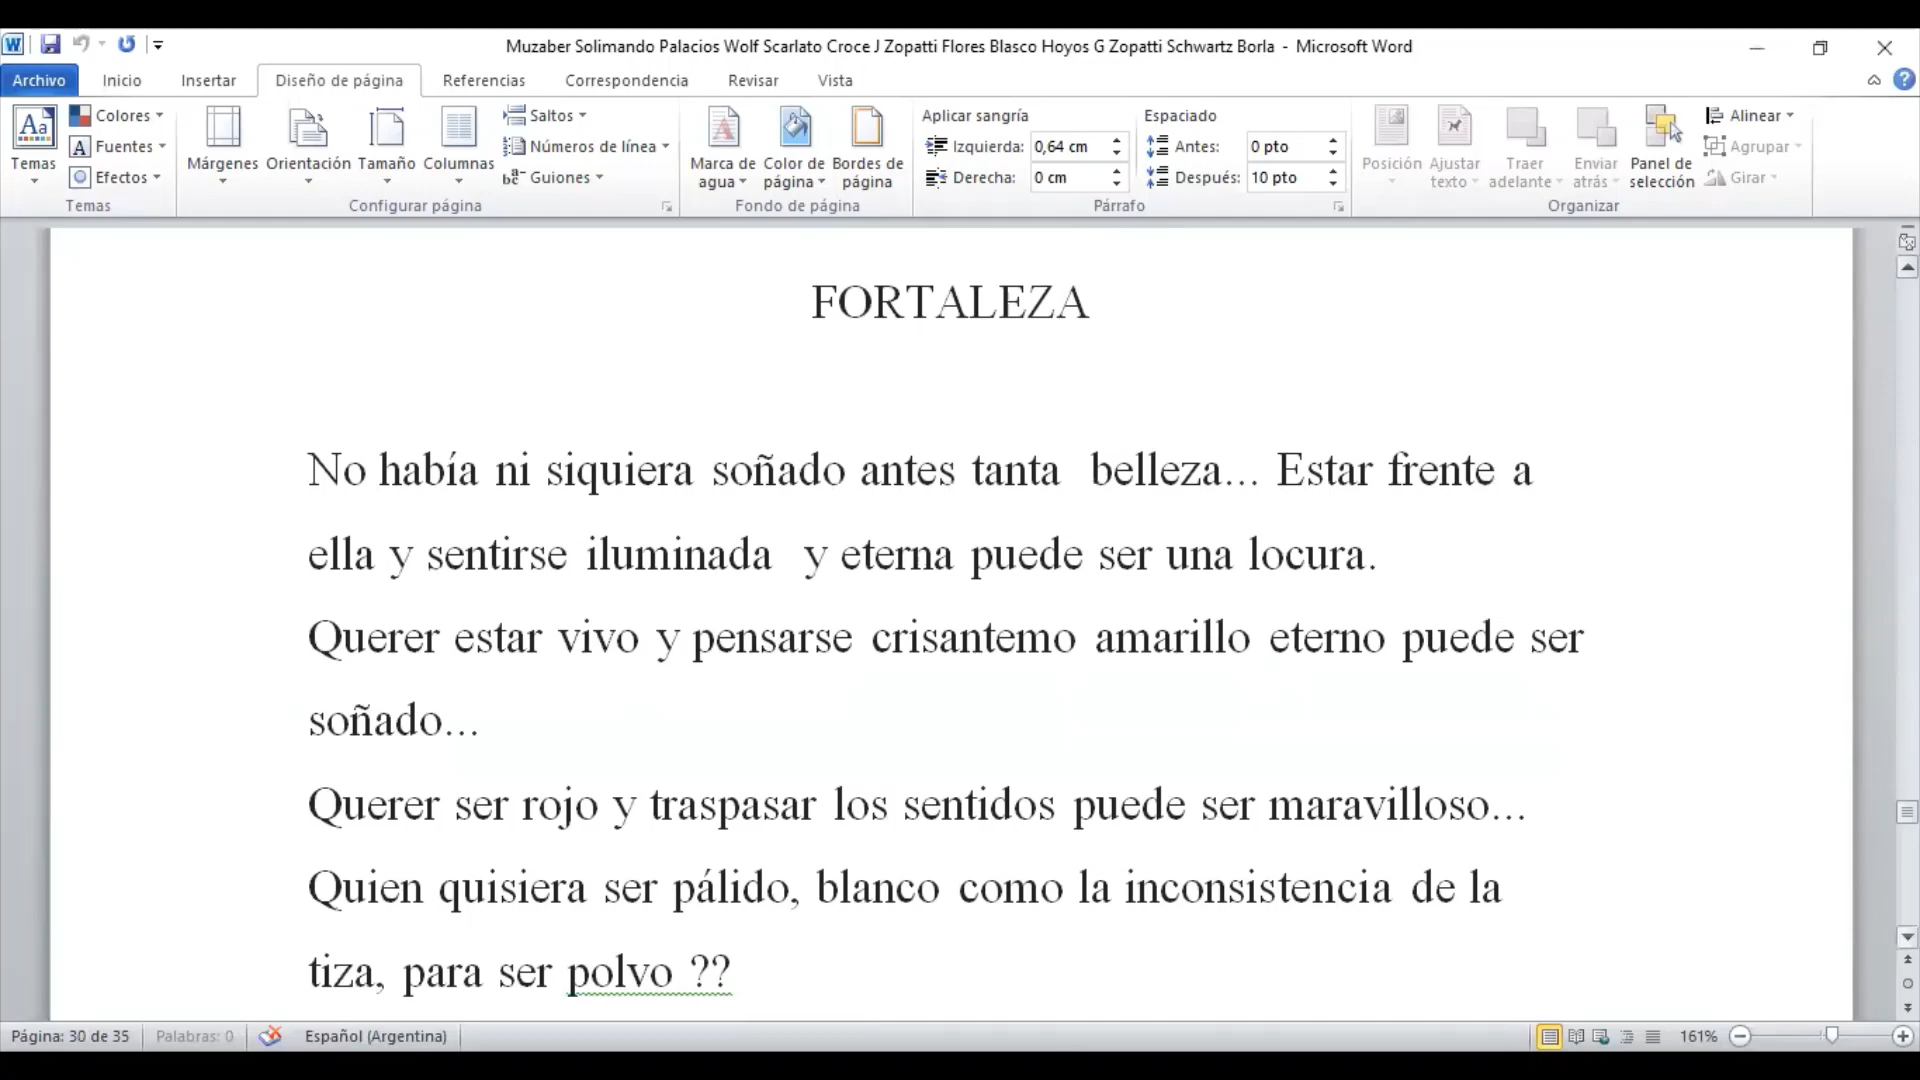 W
Muzaber Solimando Palacios Wolf Scarlato Croce J Zopatti Flores Blasco Hoyos G Zopatti Schwartz Borla - Microsoft Word
Archivo Inicio Insertar Diseño de página Referencias Correspondencia Revisar Vista
Aa Temas
Colores
Fuentes
Efectos
Temas
Márgenes Orientación Tamaño Columnas
Saltos
Números de línea
Guiones
Configurar página
Marca de agua Color de página Bordes de página
Fondo de página
Aplicar sangría
Izquierda: 0,64 cm
Derecha: 0 cm
Espaciado
Antes: 0 pto
Después: 10 pto
Párrafo
Posición Ajustar texto Traer adelante Enviar atrás Panel de selección
Alinear
Agrupar
Girar
Organizar
FORTALEZA
No había ni siquiera soñado antes tanta  belleza... Estar frente a
ella y sentirse iluminada  y eterna puede ser una locura.
Querer estar vivo y pensarse crisantemo amarillo eterno puede ser
soñado...
Querer ser rojo y traspasar los sentidos puede ser maravilloso...
Quien quisiera ser pálido, blanco como la inconsistencia de la
tiza, para ser polvo ??
Página: 30 de 35 Palabras: 0 Español (Argentina) 161%